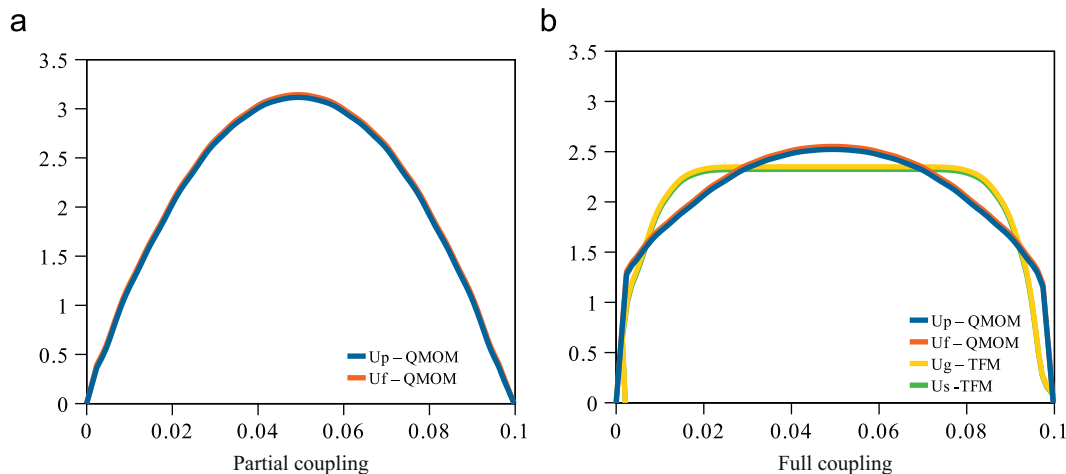 a
3.5
3
2.5
2
1.5
1
0.5
0
0
0.02
0.04
0.06
0.08
0.1
Up – QMOM
Uf – QMOM
Partial coupling
b
3.5
3
2.5
2
1.5
1
0.5
0
0
0.02
0.04
0.06
0.08
0.1
Up – QMOM
Uf – QMOM
Ug – TFM
Us -TFM
Full coupling